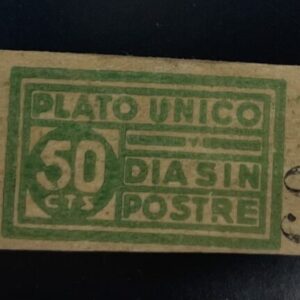 PLATO UNICO
50
CTS
DIA SIN
POSTRE